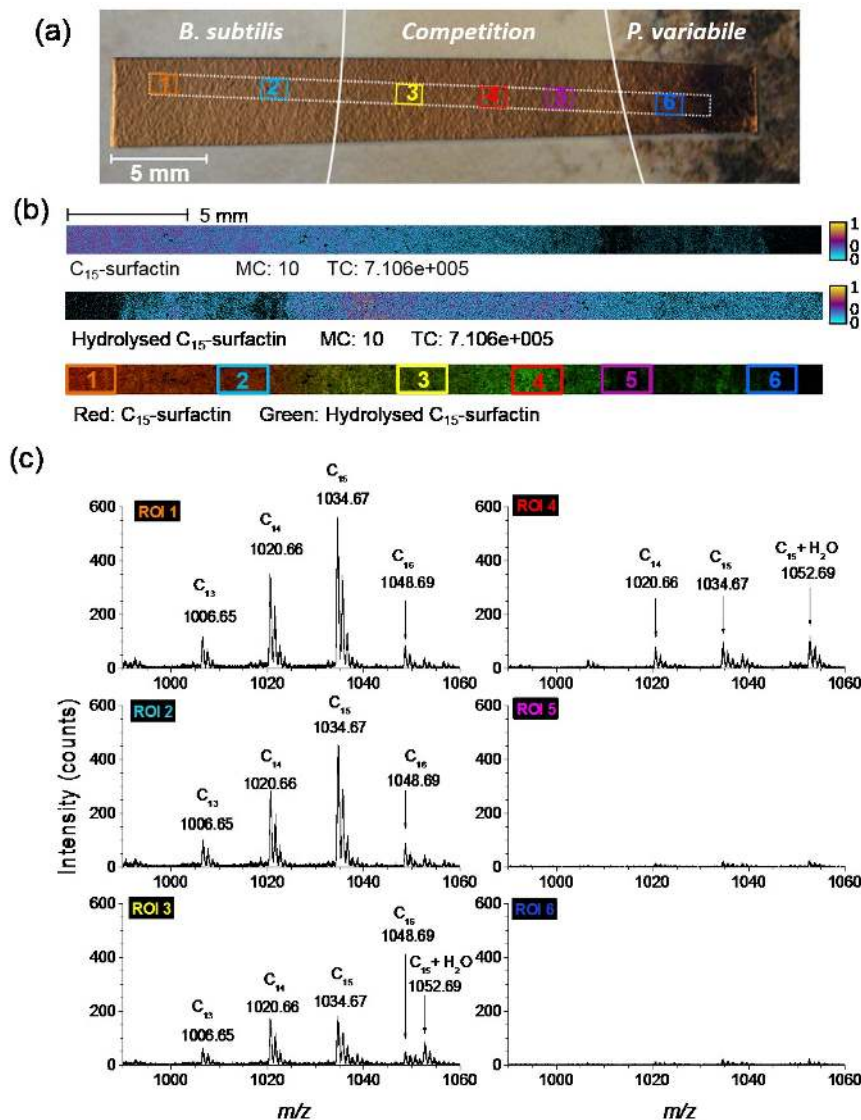 (a)
B. subtilis Competition P. variabile
1 2 3 4 5 6
5 mm
(b)
5 mm
1
0
C₁₅-surfactin MC: 10 TC: 7.106e+005
1
0
Hydrolysed C₁₅-surfactin MC: 10 TC: 7.106e+005
1 2 3 4 5 6
Red: C₁₅-surfactin Green: Hydrolysed C₁₅-surfactin
(c)
Intensity (counts)
ROI 1
600
400
200
0
C₁₃
1006.65
C₁₄
1020.66
C₁₅
1034.67
C₁₆
1048.69
1000 1020 1040 1060
ROI 2
600
400
200
0
C₁₃
1006.65
C₁₄
1020.66
C₁₅
1034.67
C₁₆
1048.69
1000 1020 1040 1060
ROI 3
600
400
200
0
C₁₃
1006.65
C₁₄
1020.66
C₁₅
1034.67
C₁₆
1048.69
C₁₅ + H₂O
1052.69
1000 1020 1040 1060
m/z
ROI 4
600
400
200
0
C₁₄
1020.66
C₁₅
1034.67
C₁₅ + H₂O
1052.69
1000 1020 1040 1060
ROI 5
600
400
200
0
1000 1020 1040 1060
ROI 6
600
400
200
0
1000 1020 1040 1060
m/z